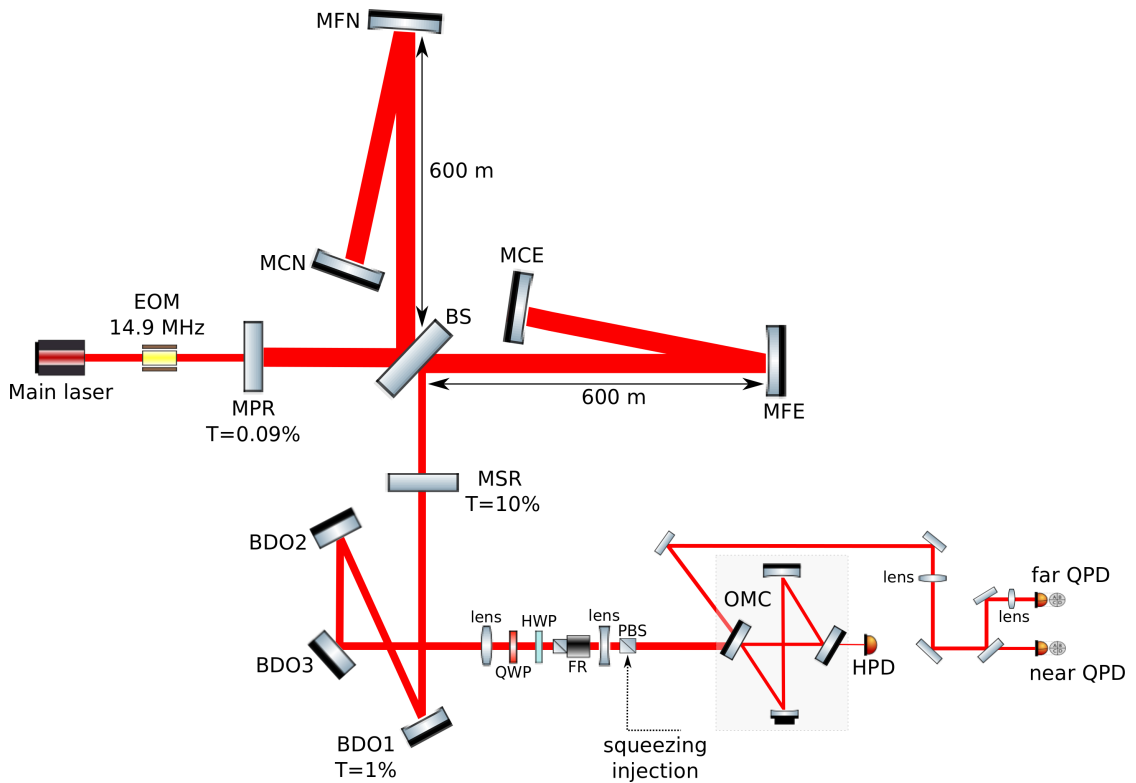 MFN
600 m
MCN
MCE
BS
EOM
14.9 MHz
Main laser
MPR
T=0.09%
600 m
MFE
MSR
T=10%
BDO2
BDO3
BDO1
T=1%
lens
QWP
HWP
FR
lens
PBS
squeezing
injection
OMC
HPD
lens
far QPD
lens
near QPD